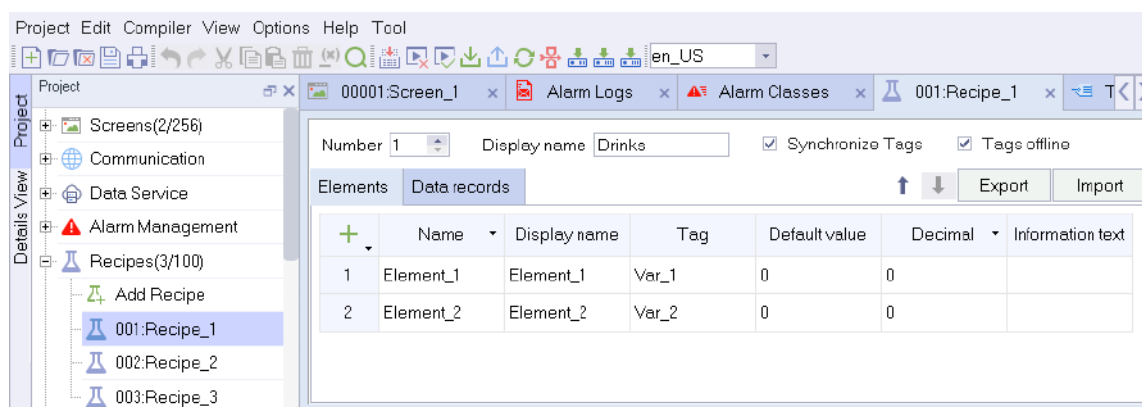 Project Edit Compiler View Options Help Tool
en_US
Project
Details View
Project
Screens(2/256)
Communication
Data Service
Alarm Management
Recipes(3/100)
Add Recipe
001:Recipe_1
002:Recipe_2
003:Recipe_3
00001:Screen_1 Alarm Logs Alarm Classes 001:Recipe_1 T
Number 1 Display name Drinks Synchronize Tags Tags offline
Elements Data records Export Import
Name Display name Tag Default value Decimal Information text
1 Element_1 Element_1 Var_1 0 0
2 Element_2 Element_2 Var_2 0 0